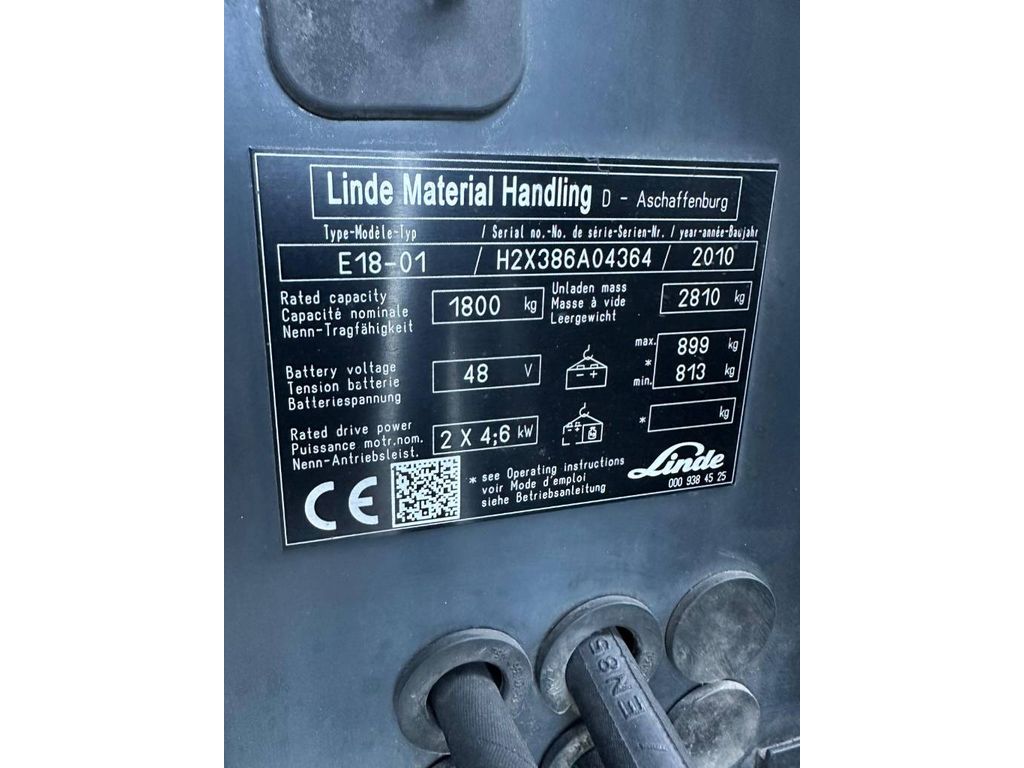 Linde Material Handling D - Aschaffenburg
Type-Modèle-Typ / Serial no.-No. de série-Serien-Nr. / year-année-Baujahr
E18-01 / H2X386A04364 / 2010
Rated capacity
Capacité nominale
Nenn-Tragfähigkeit
1800 kg
Unladen mass
Masse à vide
Leergewicht
2810 kg
Battery voltage
Tension batterie
Batteriespannung
48 V
- +
max. 899 kg
*
min. 813 kg
Rated drive power
Puissance motr.nom.
Nenn-Antriebsleist.
2 X 4;6 kW
- +
* kg
CE
* see Operating instructions
voir Mode d'emploi
siehe Betriebsanleitung
Linde
000 938 45 25
EN85